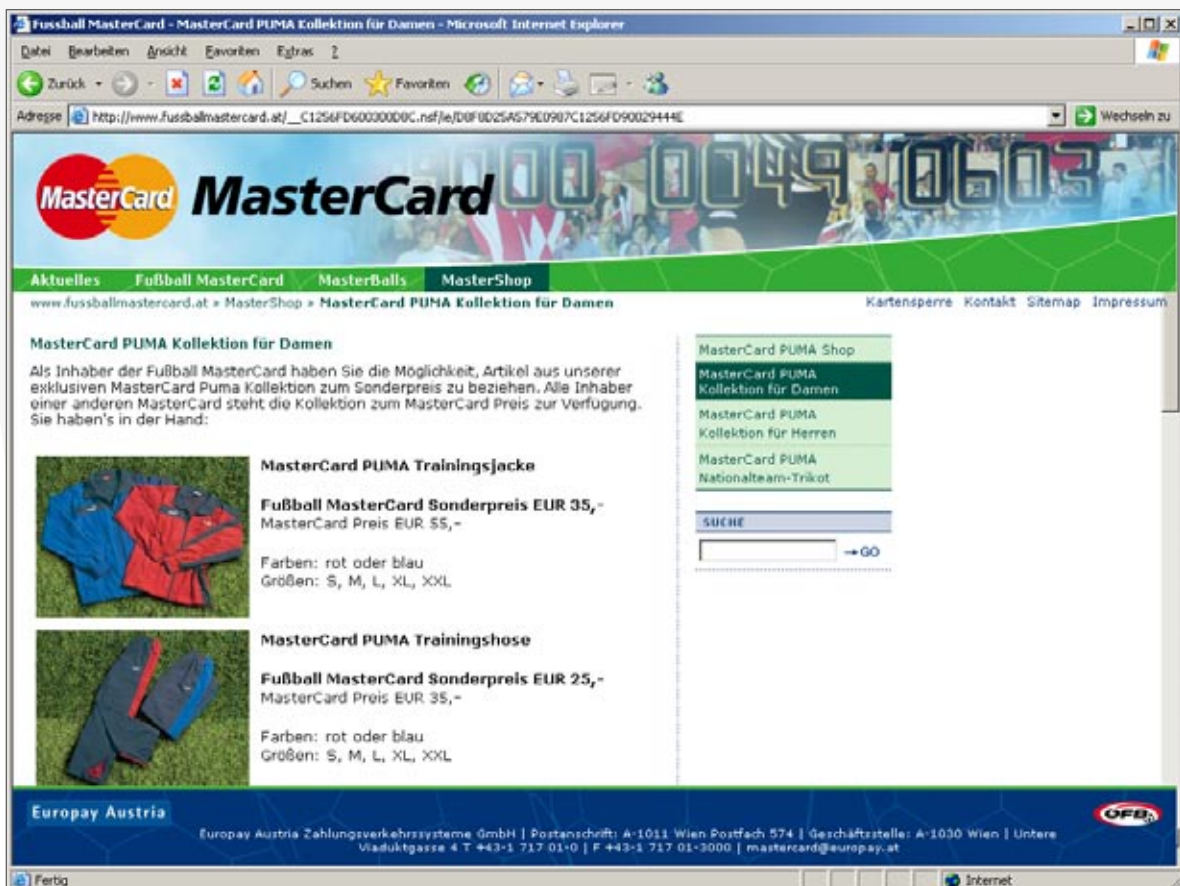 Fussball MasterCard - MasterCard PUMA Kollektion für Damen - Microsoft Internet Explorer
Datei Bearbeiten Ansicht Favoriten Extras ?
Zurück Suchen Favoriten
Adresse http://www.fussballmastercard.at/ Wechseln zu
MasterCard MasterCard 000 0049 0603
Aktuelles Fußball MasterCard MasterBalls MasterShop
www.fussballmastercard.at » MasterShop » MasterCard PUMA Kollektion für Damen
Kartensperre Kontakt Sitemap Impressum
MasterCard PUMA Kollektion für Damen
Als Inhaber der Fußball MasterCard haben Sie die Möglichkeit, Artikel aus unserer
exklusiven MasterCard Puma Kollektion zum Sonderpreis zu beziehen. Alle Inhaber
einer anderen MasterCard steht die Kollektion zum MasterCard Preis zur Verfügung.
Sie haben's in der Hand:
MasterCard PUMA Trainingsjacke
Fußball MasterCard Sonderpreis EUR 35,-
MasterCard Preis EUR 55,-
Farben: rot oder blau
Größen: S, M, L, XL, XXL
MasterCard PUMA Trainingshose
Fußball MasterCard Sonderpreis EUR 25,-
MasterCard Preis EUR 35,-
Farben: rot oder blau
Größen: S, M, L, XL, XXL
MasterCard PUMA Shop
MasterCard PUMA
Kollektion für Damen
MasterCard PUMA
Kollektion für Herren
MasterCard PUMA
Nationalteam-Trikot
SUCHE
GO
Europay Austria
ÖFB
Europay Austria Zahlungsverkehrssysteme GmbH | Postanschrift: A-1011 Wien Postfach 574 | Geschäftsstelle: A-1030 Wien | Untere
Viaduktgasse 4 T +43-1 717 01-0 | F +43-1 717 01-3000 | mastercard@europay.at
Fertig
Internet